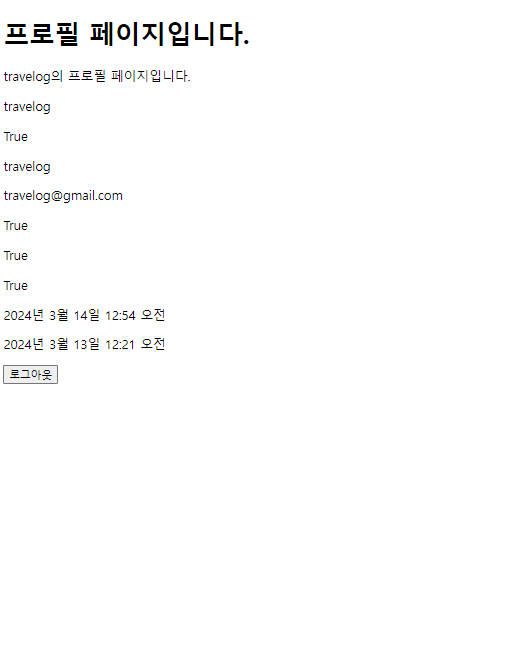 프로필 페이지입니다.
travelog의 프로필 페이지입니다.
travelog
True
travelog
travelog@gmail.com
True
True
True
2024년 3월 14일 12:54 오전
2024년 3월 13일 12:21 오전
로그아웃